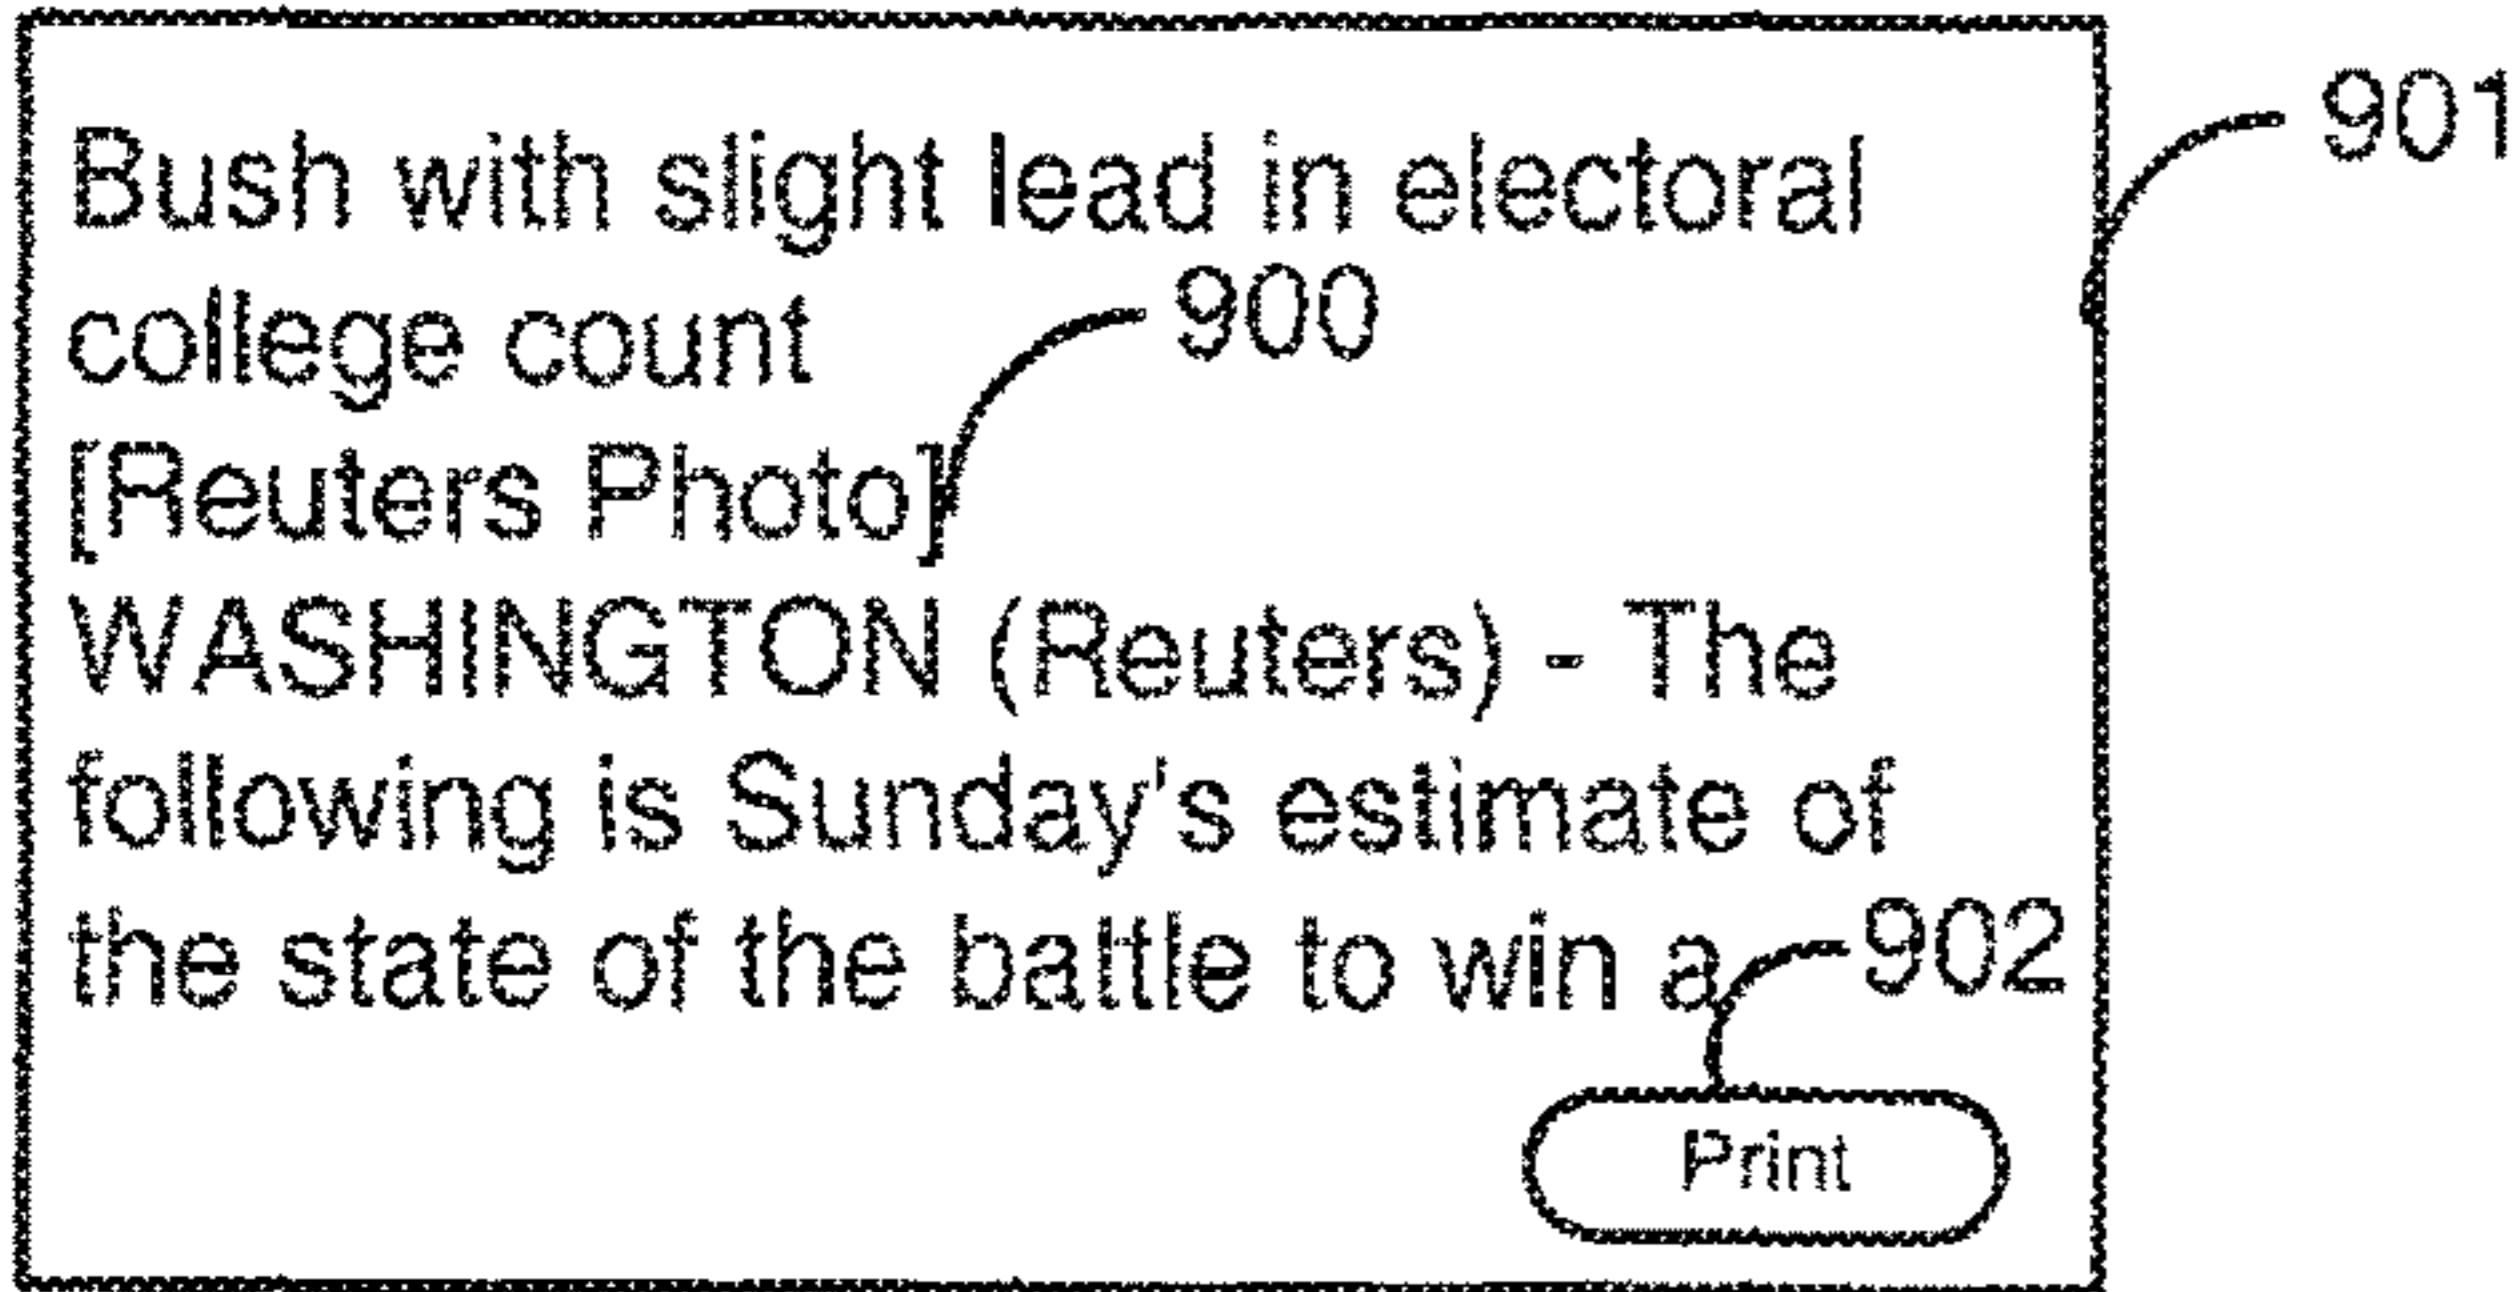 901
Bush with slight lead in electoral
900
college count
[Reuters Photo]
WASHINGTON (Reuters) - The
following is Sunday's estimate of
the state of the battle to win a
902
Print